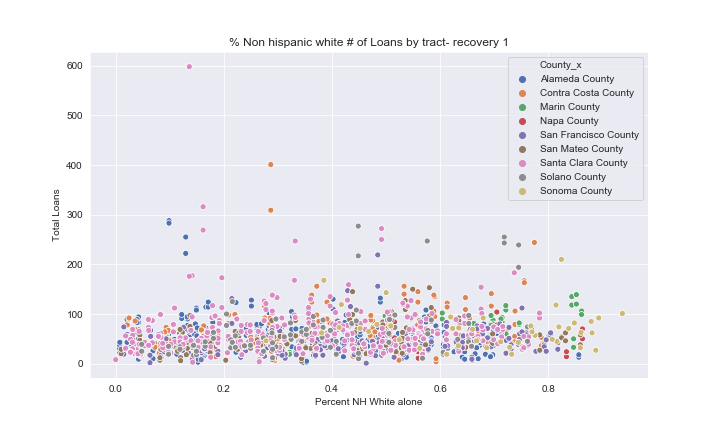 % Non hispanic white # of Loans by tract- recovery 1
County_x
Alameda County
Contra Costa County
Marin County
Napa County
San Francisco County
San Mateo County
Santa Clara County
Solano County
Sonoma County
Total Loans
600
500
400
300
200
100
0
0.0 0.2 0.4 0.6 0.8
Percent NH White alone